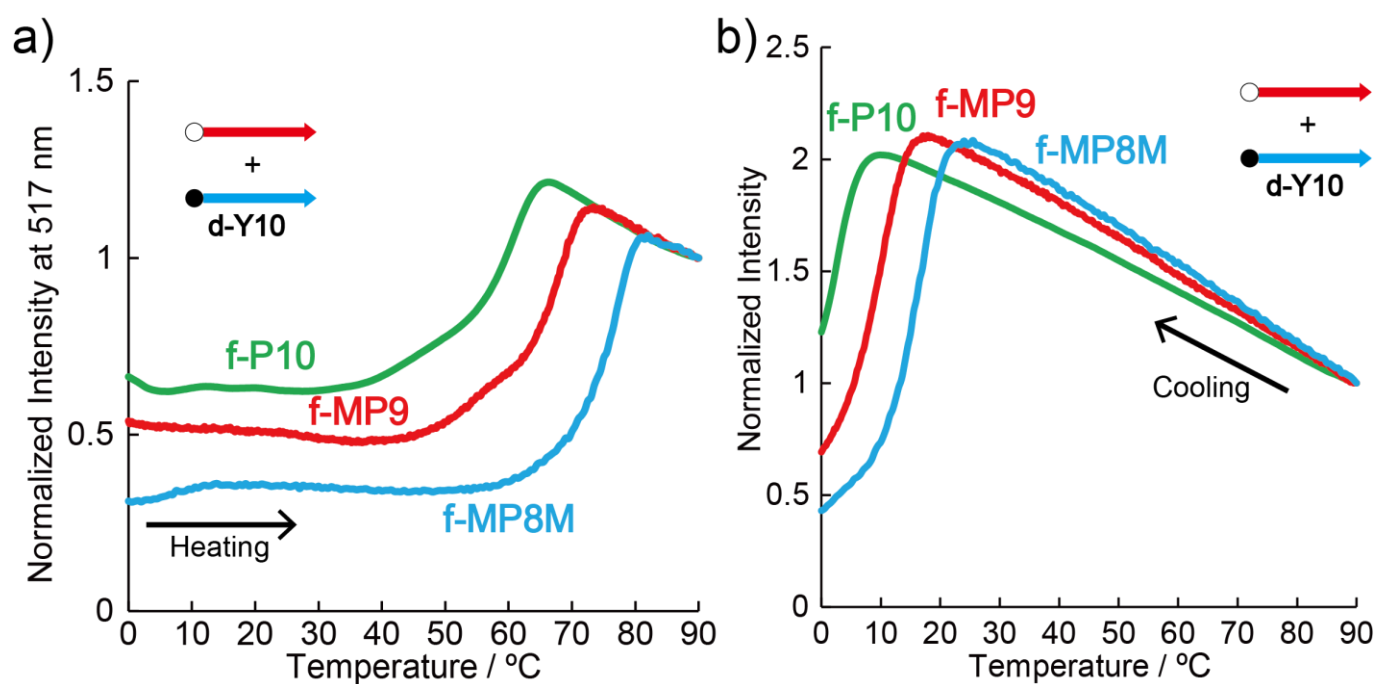 a)
Normalized Intensity at 517 nm
1.5
1
0.5
0
+
d-Y10
f-P10
f-MP9
f-MP8M
Heating
0 10 20 30 40 50 60 70 80 90
Temperature / ºC
b)
Normalized Intensity
2.5
2
1.5
1
0.5
0
f-P10
f-MP9
f-MP8M
+
d-Y10
Cooling
0 10 20 30 40 50 60 70 80 90
Temperature / ºC